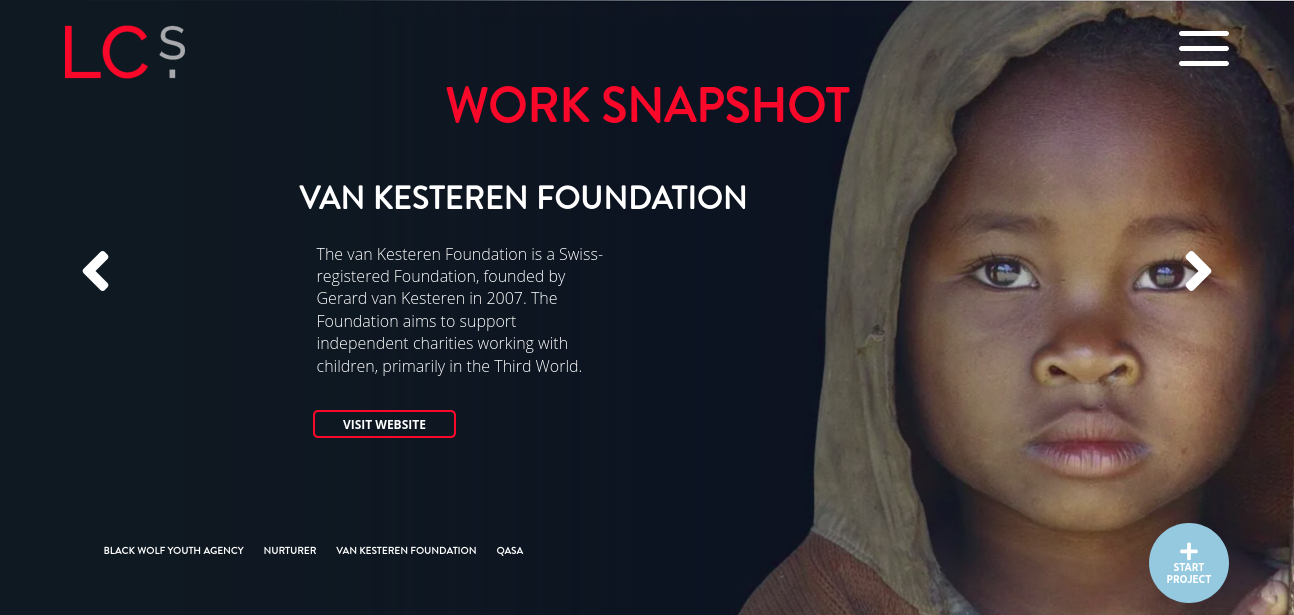 LCS
WORK SNAPSHOT
VAN KESTEREN FOUNDATION
The van Kesteren Foundation is a Swiss-
registered Foundation, founded by
Gerard van Kesteren in 2007. The
Foundation aims to support
independent charities working with
children, primarily in the Third World.
VISIT WEBSITE
BLACK WOLF YOUTH AGENCY NURTURER VAN KESTEREN FOUNDATION QASA
START
PROJECT